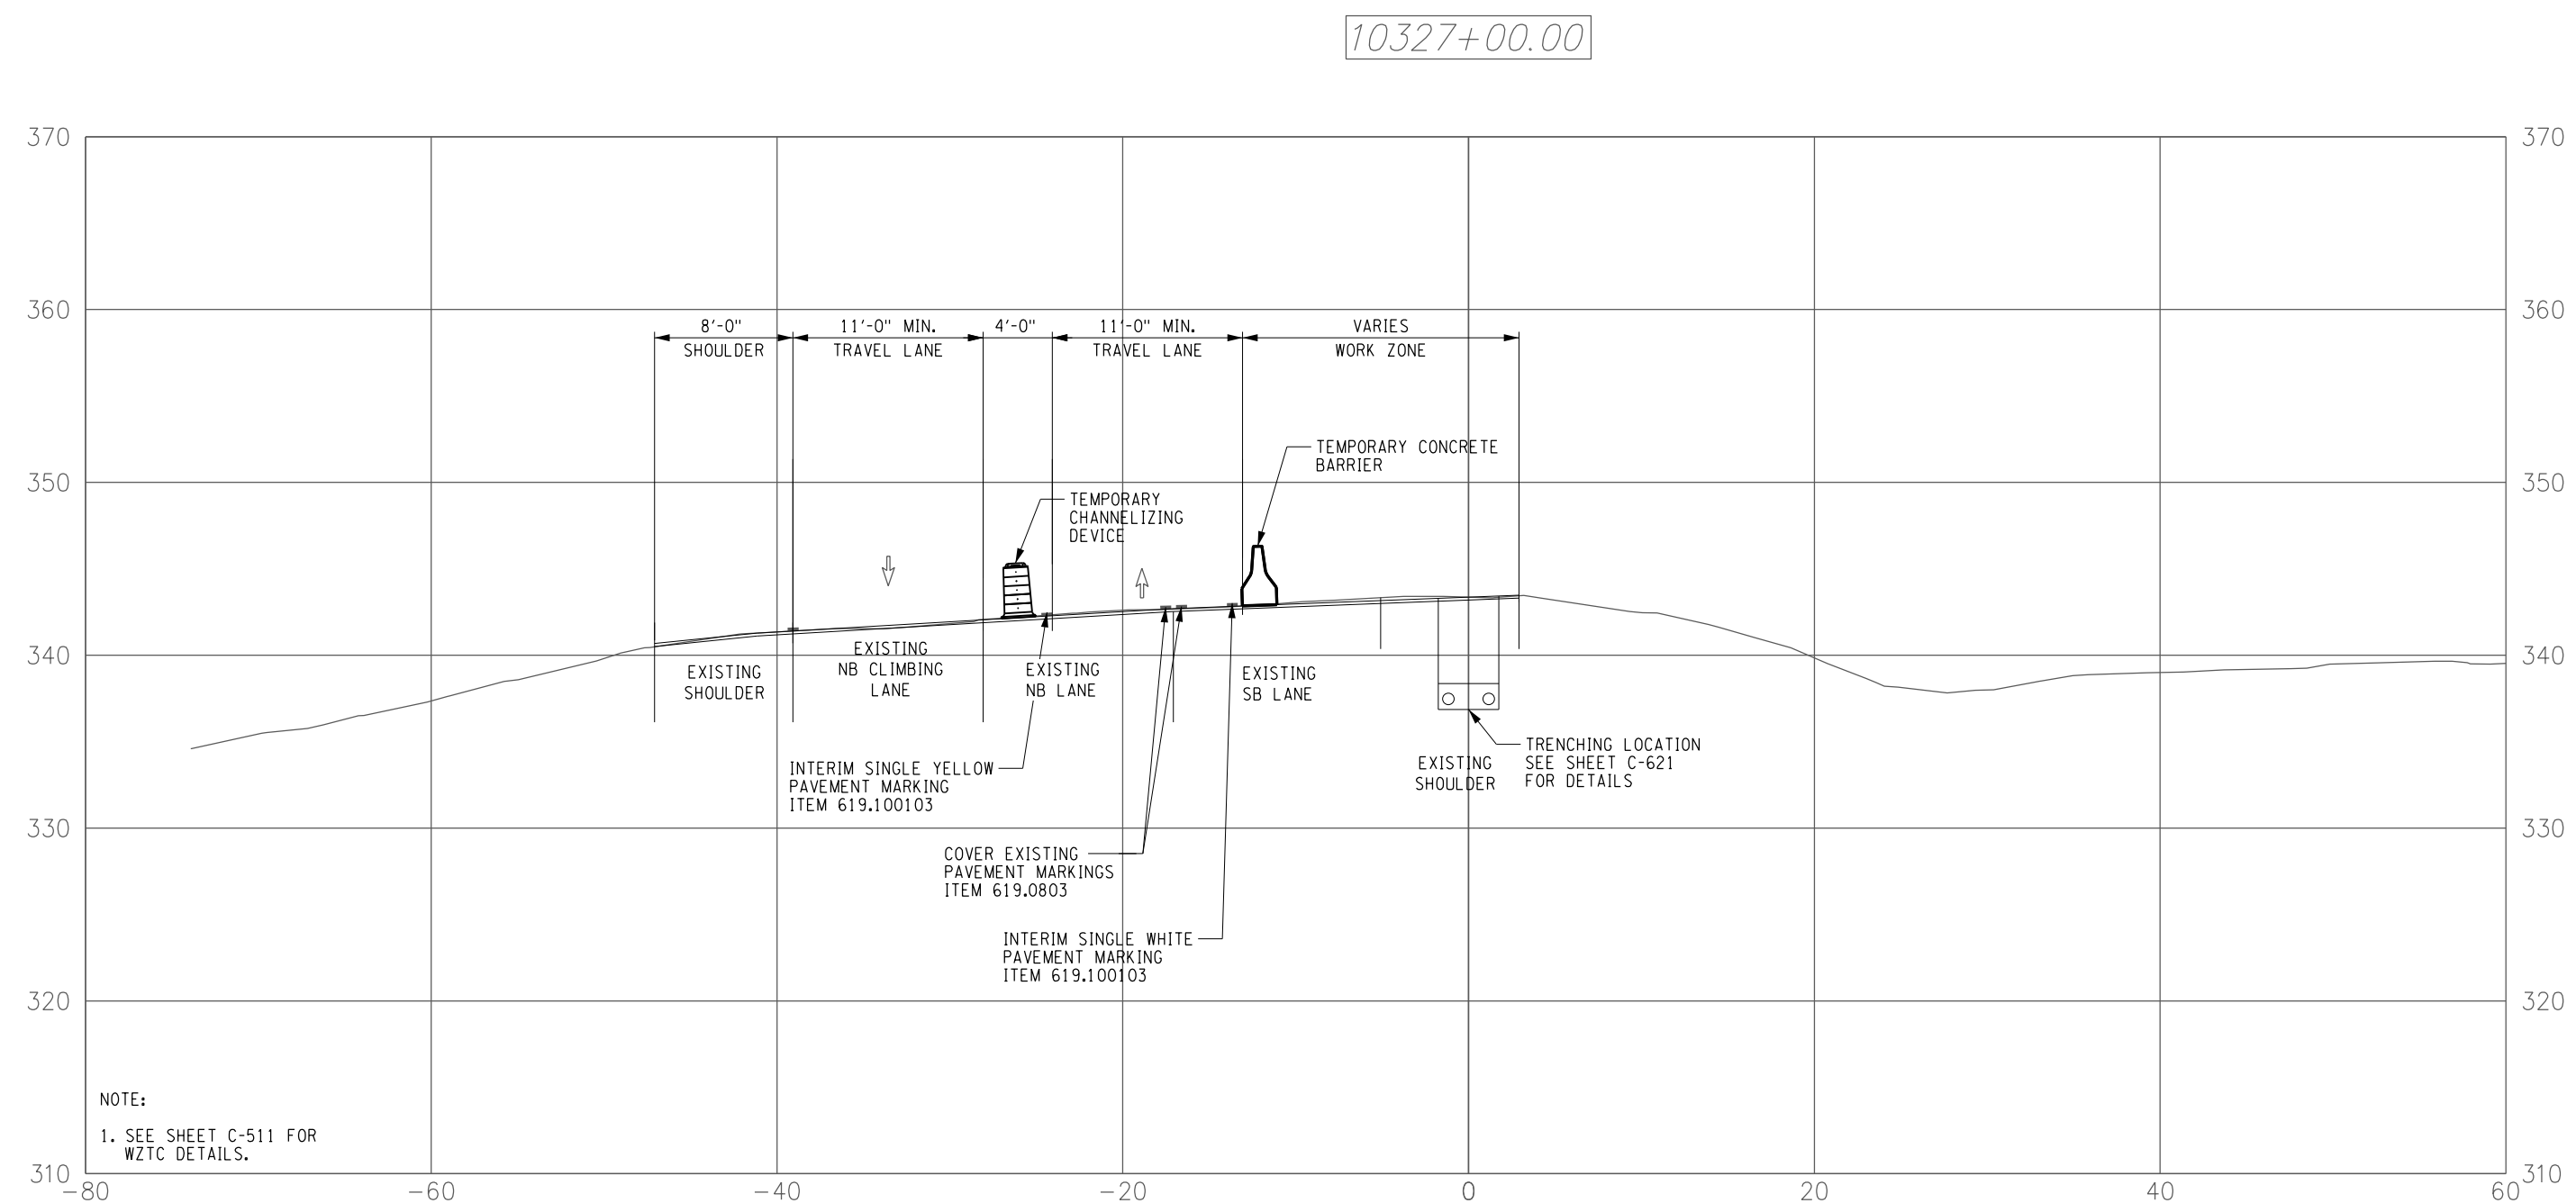 10327+00.00
370 370
360 360
8'-0" 11'-0" MIN. 4'-0" 11'-0" MIN. VARIES
SHOULDER TRAVEL LANE TRAVEL LANE WORK ZONE
TEMPORARY CONCRETE
BARRIER
350 350
TEMPORARY
CHANNELIZING
DEVICE
340 340
EXISTING
SHOULDER
EXISTING
NB CLIMBING
LANE
EXISTING
NB LANE
EXISTING
SB LANE
EXISTING
SHOULDER
TRENCHING LOCATION
SEE SHEET C-621
FOR DETAILS
INTERIM SINGLE YELLOW
PAVEMENT MARKING
ITEM 619.100103
330 330
COVER EXISTING
PAVEMENT MARKINGS
ITEM 619.0803
INTERIM SINGLE WHITE
PAVEMENT MARKING
ITEM 619.100103
320 320
NOTE:
1. SEE SHEET C-511 FOR
WZTC DETAILS.
310 310
-80 -60 -40 -20 0 20 40 60